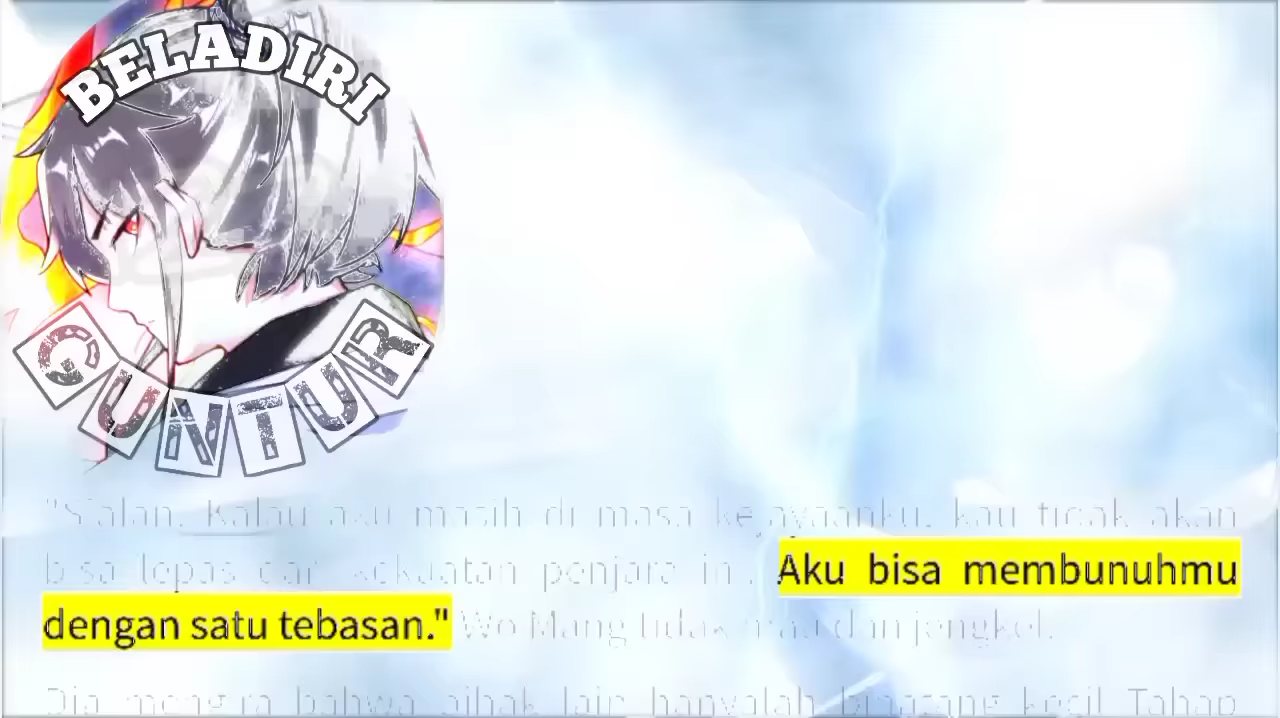 BELADIRI
GUNTUR
"Sialan. Kalau aku masih di masa kejayaanku, kau tidak akan
bisa lepas dari kekuatan penjara ini. Aku bisa membunuhmu
dengan satu tebasan." Wo Mang tidak mau dan jengkel.
Dia mengira bahwa pihak lain hanyalah binatang kecil Tahap